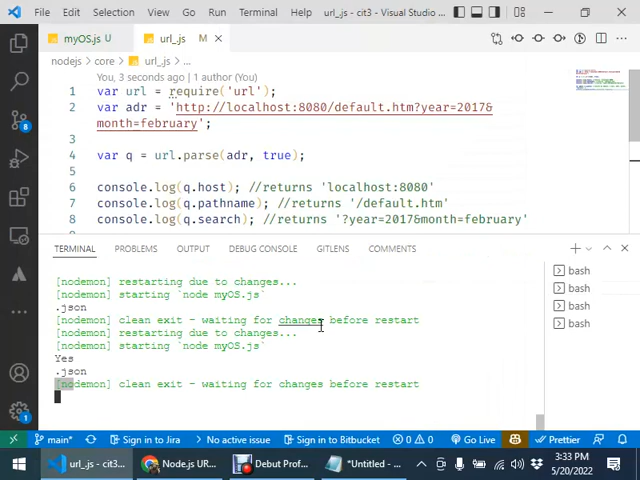 File Edit Selection View Go Run Terminal Help url_.js - cit3 - Visual Studio ...
myOS.js
url_.js M
nodejs > core > url_.js > ...
You, 3 seconds ago | 1 author (You)
1 var url = require('url');
2 var adr = 'http://localhost:8080/default.htm?year=2017&
month=february';
3
4 var q = url.parse(adr, true);
6 console.log(q.host); //returns 'localhost:8080'
7 console.log(q.pathname); //returns '/default.htm'
8 console.log(q.search); //returns '?year=2017&month=february'
TERMINAL PROBLEMS OUTPUT DEBUG CONSOLE GITLENS COMMENTS
[nodemon] restarting due to changes...
[nodemon] starting `node myOS.js`
.json
[nodemon] clean exit - waiting for changes before restart
[nodemon] restarting due to changes...
[nodemon] starting `node myOS.js`
Yes
.json
[nodemon] clean exit - waiting for changes before restart
bash
bash
bash
bash
main* Sign in to Jira No active issue Sign in to Bitbucket 0 0 Go Live Prettier
url_.js - cit3... Node.js UR... Debut Prof... *Untitled - ... 3:33 PM
5/20/2022